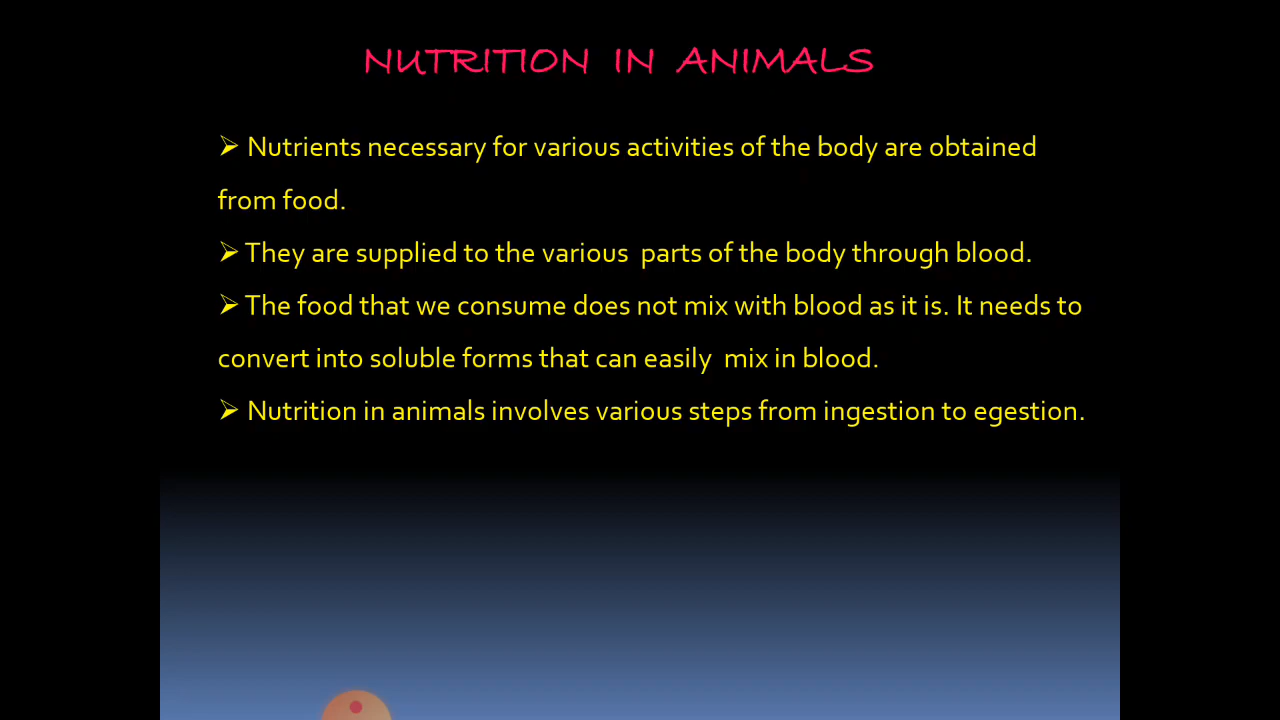 NUTRITION IN ANIMALS
➢ Nutrients necessary for various activities of the body are obtained
from food.
➢ They are supplied to the various parts of the body through blood.
➢ The food that we consume does not mix with blood as it is. It needs to
convert into soluble forms that can easily mix in blood.
➢ Nutrition in animals involves various steps from ingestion to egestion.